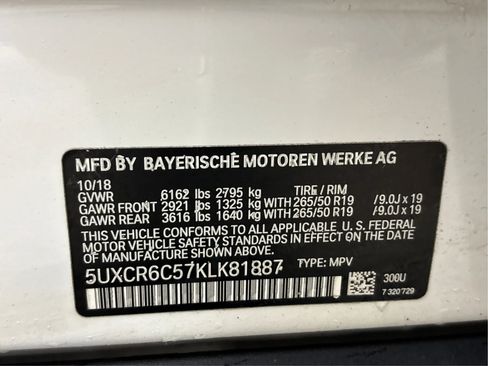 MFD BY BAYERISCHE MOTOREN WERKE AG
10/18 TIRE / RIM
GVWR 6162 lbs 2795 kg
GAWR FRONT 2921 lbs 1325 kg WITH 265/50 R19 /9.0J x 19
GAWR REAR 3616 lbs 1640 kg WITH 265/50 R19 /9.0J x 19
THIS VEHICLE CONFORMS TO ALL APPLICABLE U.S. FEDERAL
MOTOR VEHICLE SAFETY STANDARDS IN EFFECT ON THE DATE
OF MANUFACTURE SHOWN ABOVE.
5UXCR6C57KLK81887 TYPE: MPV
300U
7 320 729